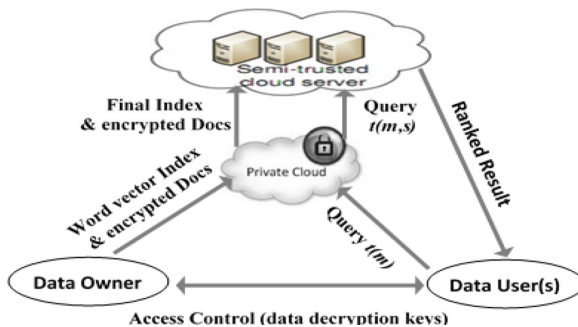 Semi-trusted
cloud server
Final Index
& encrypted Docs
Query
t(m,s)
Ranked Result
Private Cloud
Word vector Index
& encrypted Docs
Query t(m)
Data Owner
Data User(s)
Access Control (data decryption keys)